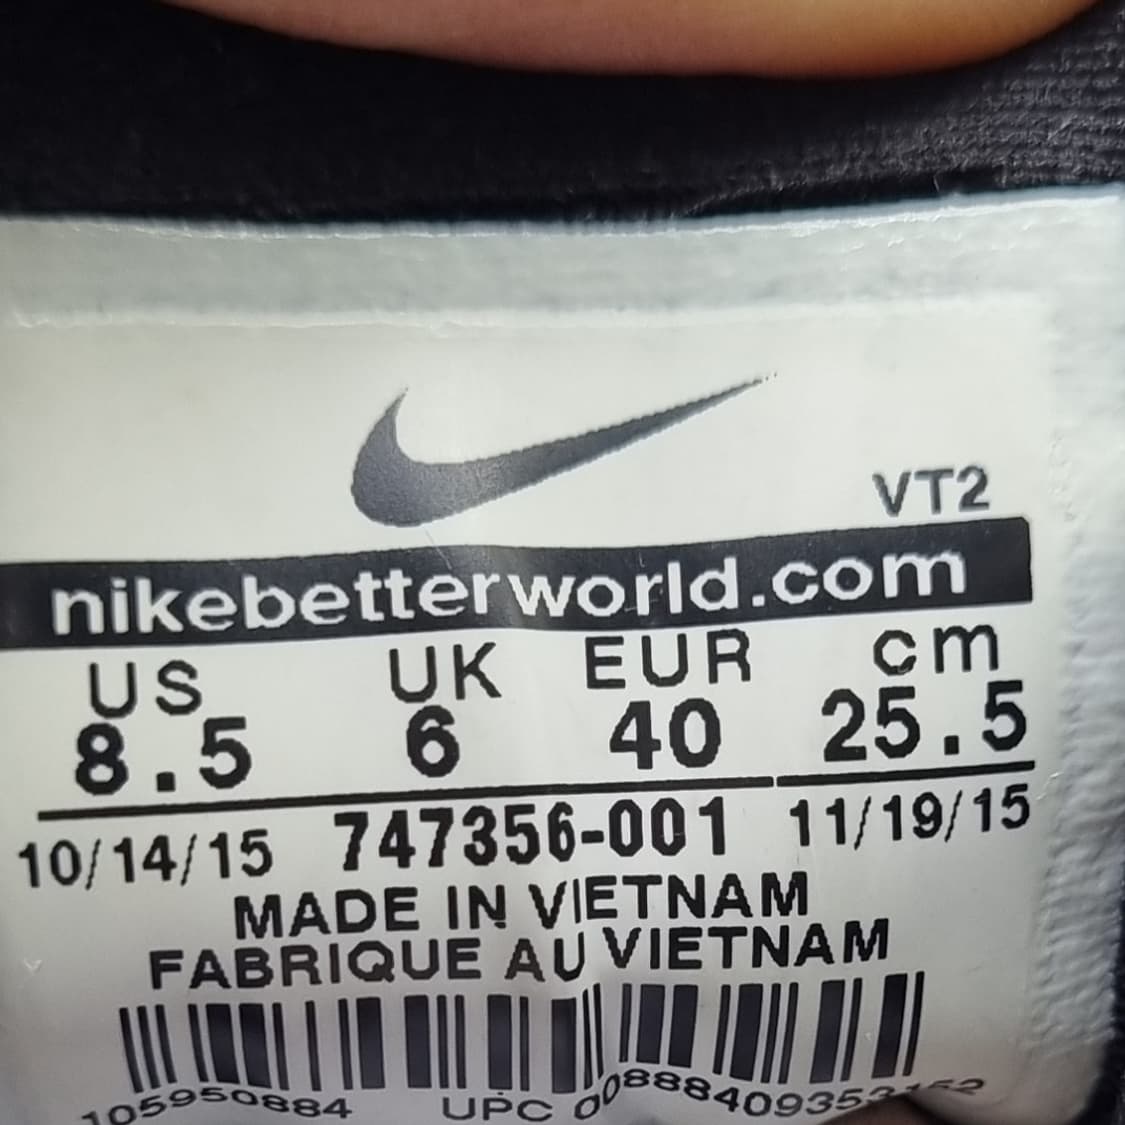 VT2
nikebetterworld.com
US UK EUR cm
8.5 6 40 25.5
10/14/15 747356-001 11/19/15
MADE IN VIETNAM
FABRIQUE AU VIETNAM
105950884 UPC